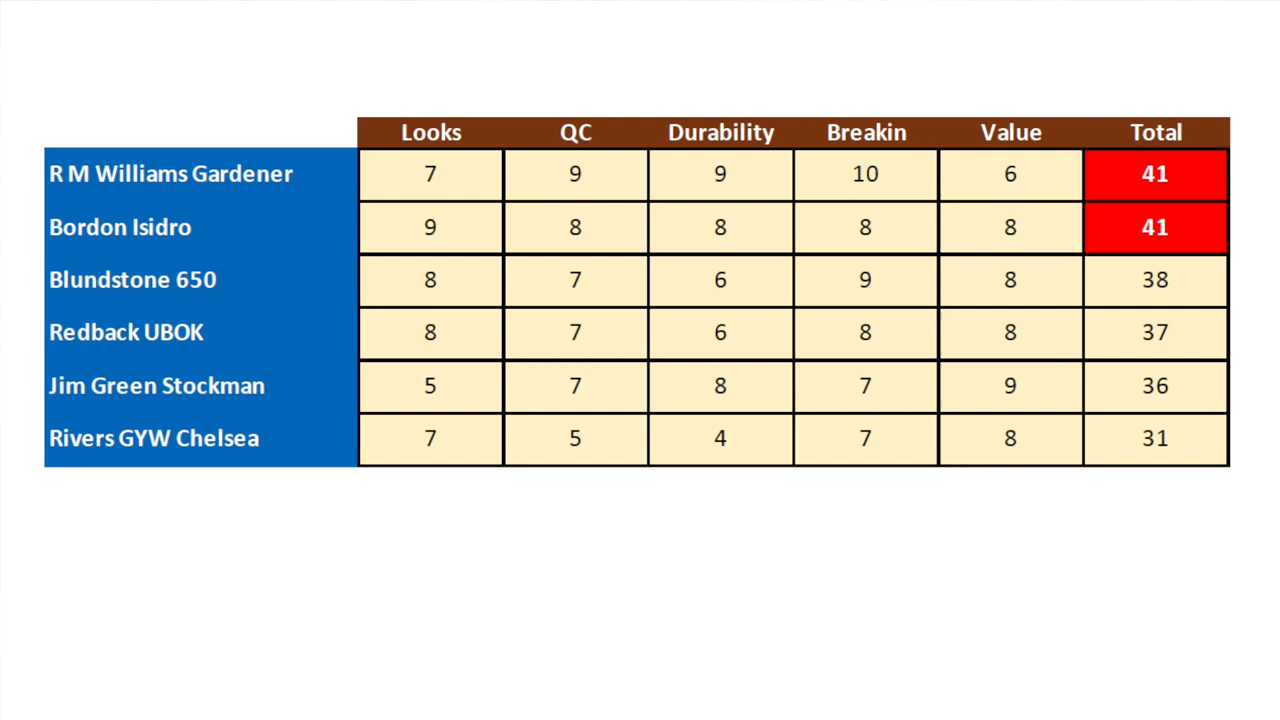 Looks QC Durability Breakin Value Total
R M Williams Gardener 7 9 9 10 6 41
Bordon Isidro 9 8 8 8 8 41
Blundstone 650 8 7 6 9 8 38
Redback UBOK 8 7 6 8 8 37
Jim Green Stockman 5 7 8 7 9 36
Rivers GYW Chelsea 7 5 4 7 8 31